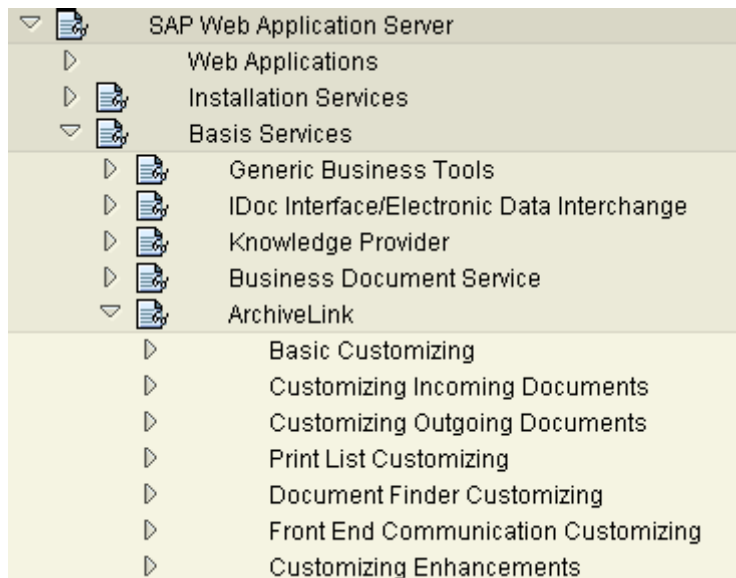 SAP Web Application Server
Web Applications
Installation Services
Basis Services
Generic Business Tools
IDoc Interface/Electronic Data Interchange
Knowledge Provider
Business Document Service
ArchiveLink
Basic Customizing
Customizing Incoming Documents
Customizing Outgoing Documents
Print List Customizing
Document Finder Customizing
Front End Communication Customizing
Customizing Enhancements